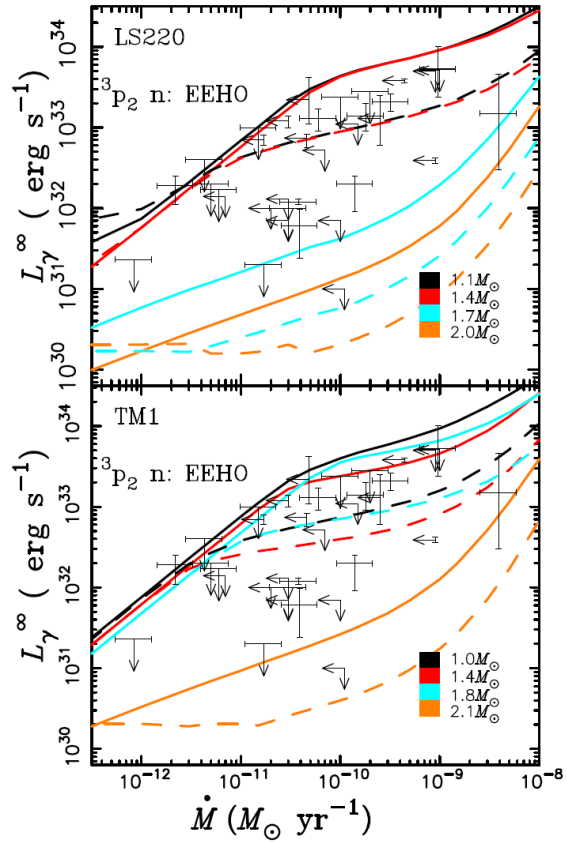 LS220
³p₂ n: EEHO
10³⁴
10³³
10³²
10³¹
10³⁰
L_γ^∞ ( erg s⁻¹)
1.1M⊙
1.4M⊙
1.7M⊙
2.0M⊙
TM1
³p₂ n: EEHO
10³⁴
10³³
10³²
10³¹
10³⁰
L_γ^∞ ( erg s⁻¹)
1.0M⊙
1.4M⊙
1.8M⊙
2.1M⊙
10⁻¹² 10⁻¹¹ 10⁻¹⁰ 10⁻⁹ 10⁻⁸
Ṁ (M⊙ yr⁻¹)